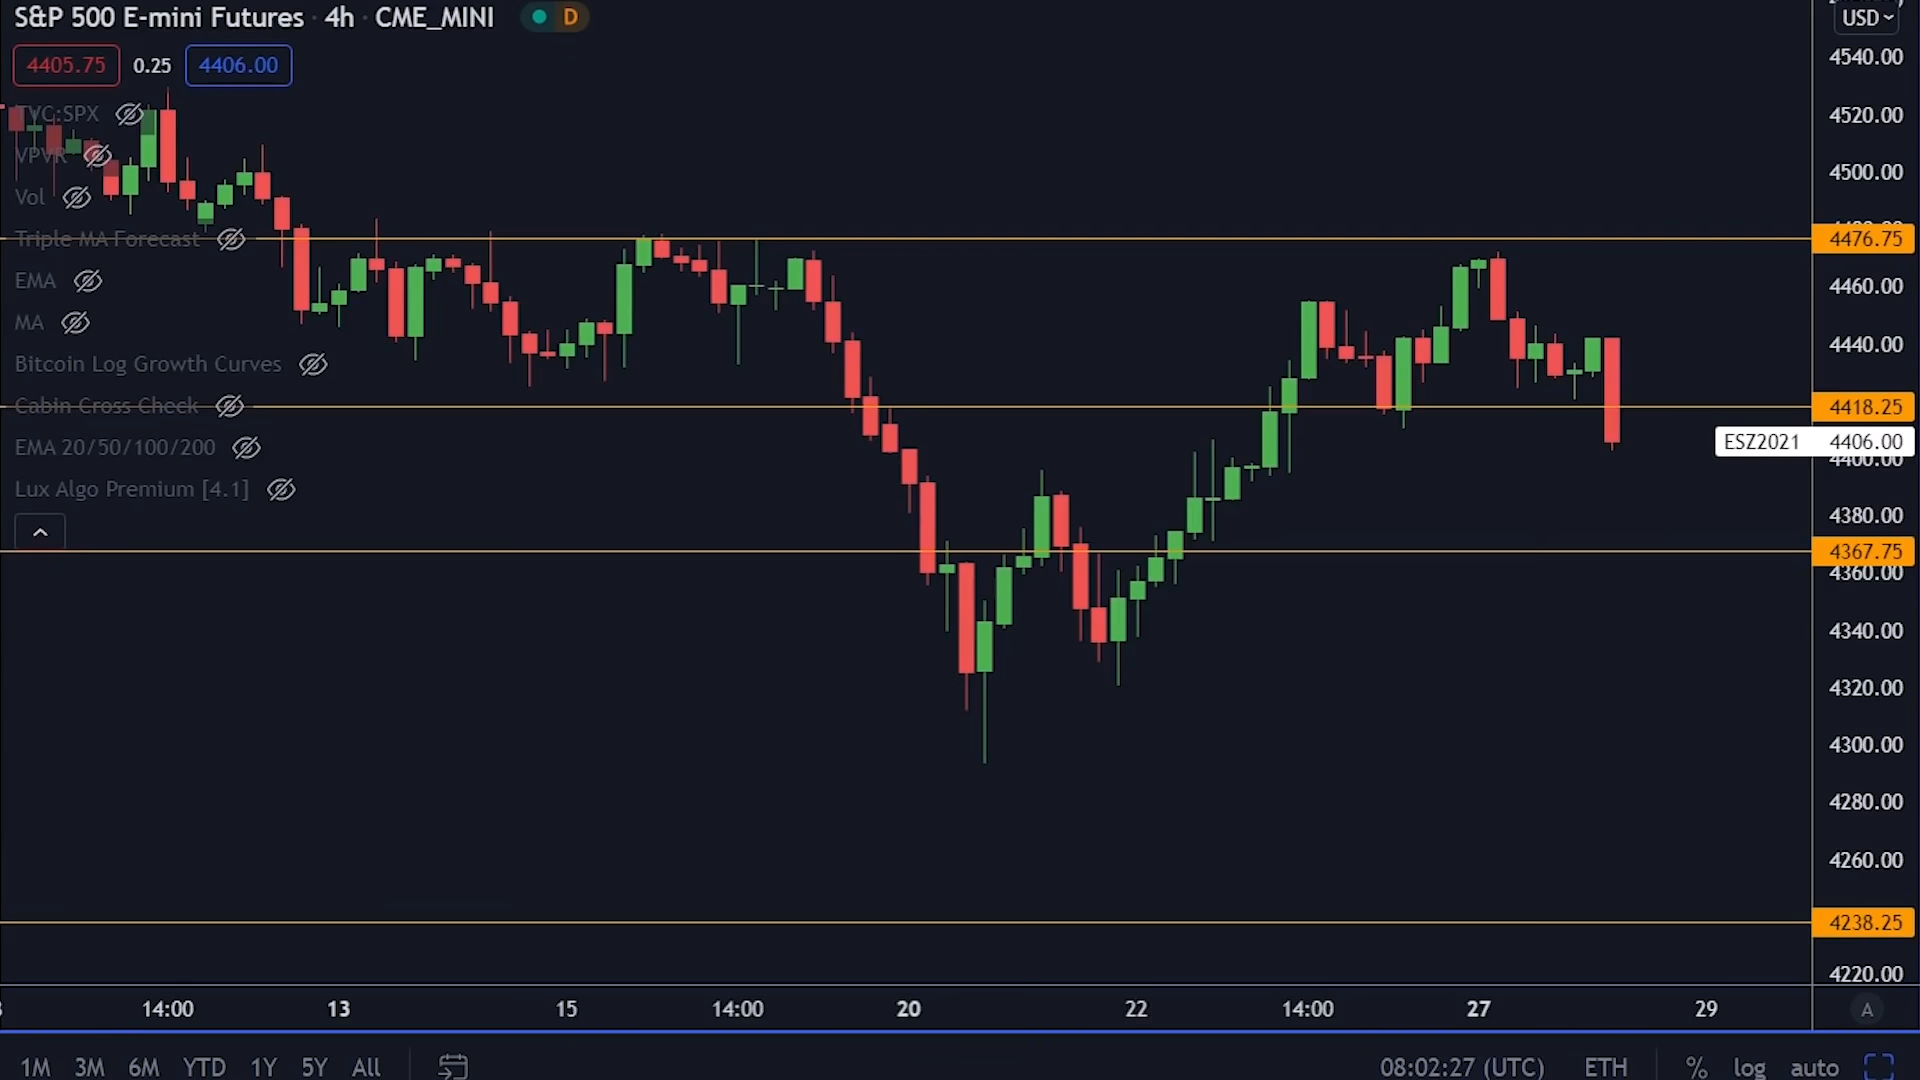 S&P 500 E-mini Futures · 4h · CME_MINI D
USD
4405.75 0.25 4406.00
4540.00
TVC:SPX
4520.00
VPVR
4500.00
Vol
Triple MA Forecast
4476.75
EMA
4460.00
MA
4440.00
Bitcoin Log Growth Curves
Cabin Cross Check
4418.25
EMA 20/50/100/200
ESZ2021 4406.00
4400.00
Lux Algo Premium [4.1]
4380.00
4367.75
4360.00
4340.00
4320.00
4300.00
4280.00
4260.00
4238.25
4220.00
14:00 13 15 14:00 20 22 14:00 27 29 A
1M 3M 6M YTD 1Y 5Y All 08:02:27 (UTC) ETH % log auto